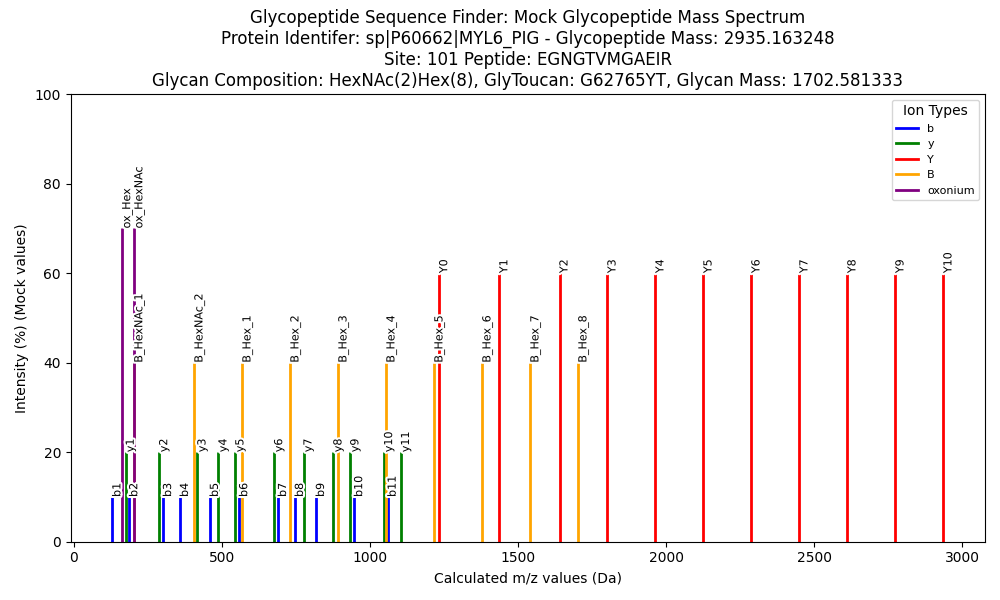 Glycopeptide Sequence Finder: Mock Glycopeptide Mass Spectrum
Protein Identifer: sp|P60662|MYL6_PIG - Glycopeptide Mass: 2935.163248
Site: 101 Peptide: EGNGTVMGAEIR
Glycan Composition: HexNAc(2)Hex(8), GlyToucan: G62765YT, Glycan Mass: 1702.581333
Intensity (%) (Mock values)
100
80
60
40
20
0
Ion Types
b
y
Y
B
oxonium
ox_Hex
ox_HexNAc
Y0
Y1
Y2
Y3
Y4
Y5
Y6
Y7
Y8
Y9
Y10
B_HexNAc_1
B_HexNAc_2
B_Hex_1
B_Hex_2
B_Hex_3
B_Hex_4
B_Hex_5
B_Hex_6
B_Hex_7
B_Hex_8
y1
y2
y3
y4
y5
y6
y7
y8
y9
y10
y11
b1
b2
b3
b4
b5
b6
b7
b8
b9
b10
b11
0
500
1000
1500
2000
2500
3000
Calculated m/z values (Da)